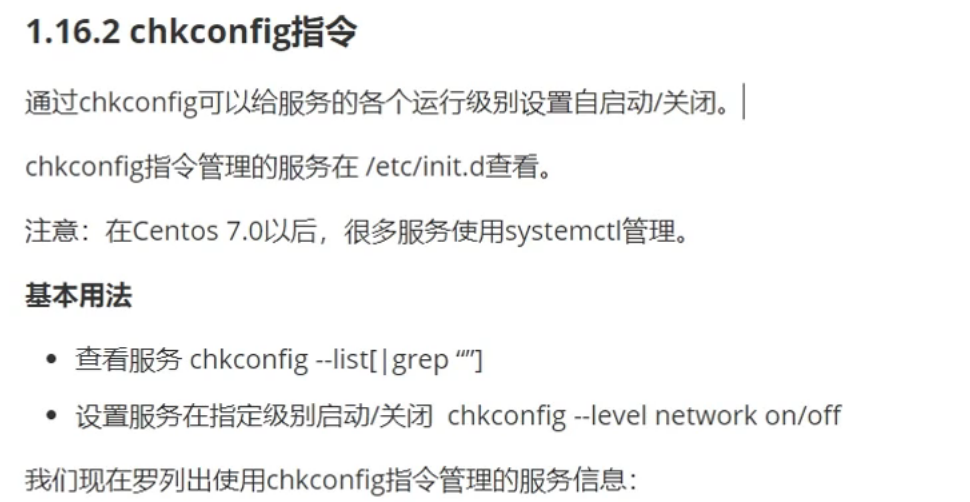 1.16.2 chkconfig指令
通过chkconfig可以给服务的各个运行级别设置自启动/关闭。
chkconfig指令管理的服务在 /etc/init.d查看。
注意：在Centos 7.0以后，很多服务使用systemctl管理。
基本用法
• 查看服务 chkconfig --list[|grep “”]
• 设置服务在指定级别启动/关闭 chkconfig --level network on/off
我们现在罗列出使用chkconfig指令管理的服务信息：